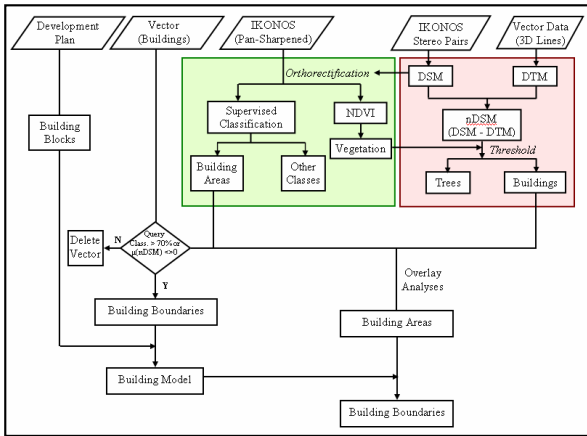 Development
Plan
Vector
(Buildings)
IKONOS
(Pan-Sharpened)
IKONOS
Stereo Pairs
Vector Data
(3D Lines)
Orthorectification
DSM
DTM
Supervised
Classification
NDVI
nDSM
(DSM - DTM)
Building
Blocks
Vegetation
Threshold
Building
Areas
Other
Classes
Trees
Buildings
Delete
Vector
N
Query
Class. > 70% or
μ(nDSM) <>0
Y
Overlay
Analyses
Building Boundaries
Building Areas
Building Model
Building Boundaries